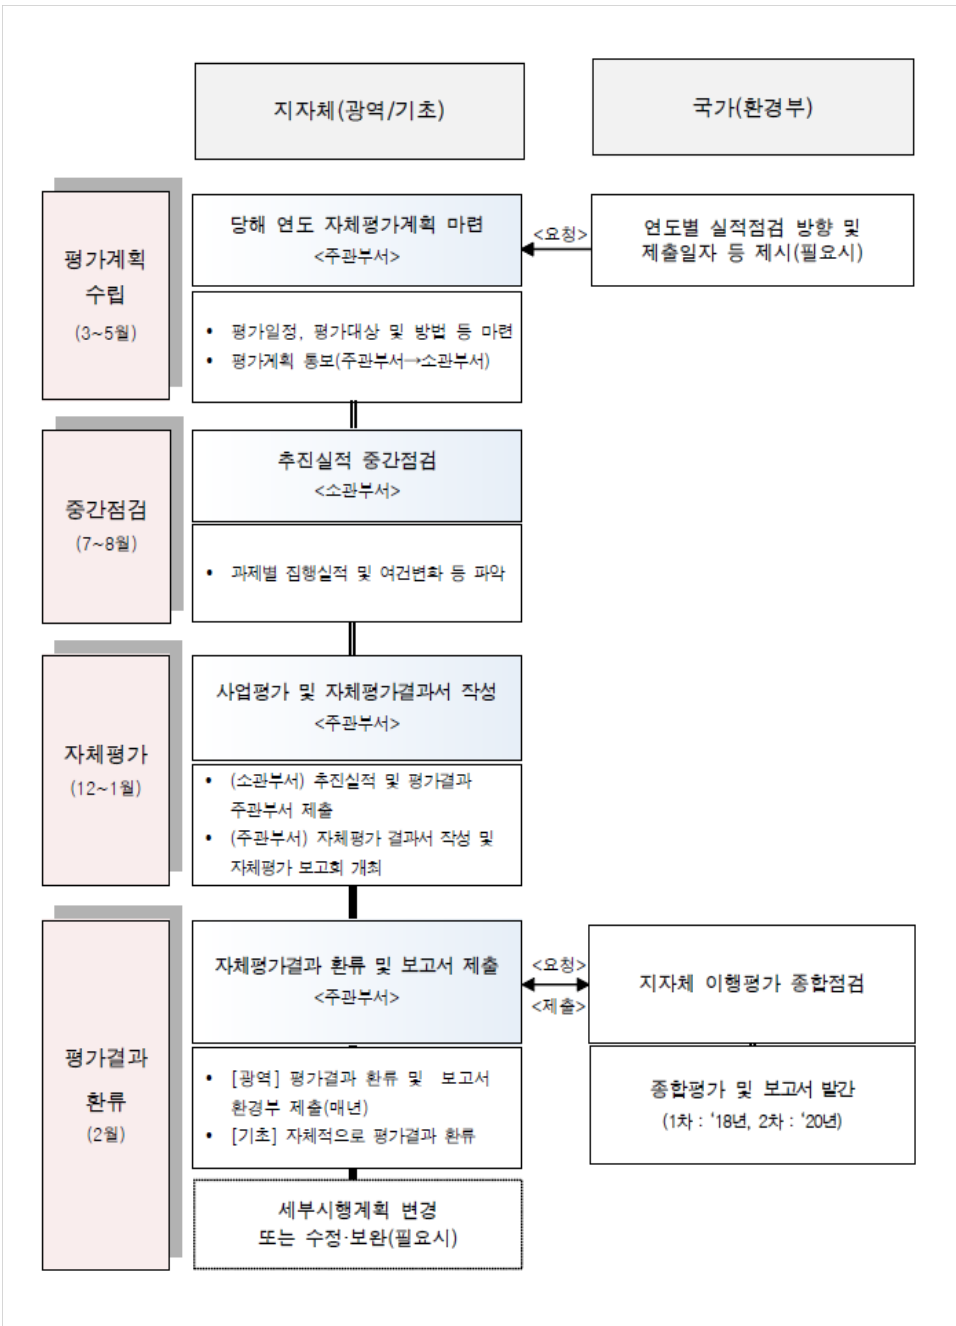 지자체(광역/기초)
국가(환경부)
평가계획
수립
(3~5월)
당해 연도 자체평가계획 마련
<주관부서>
<요청>
연도별 실적점검 방향 및
제출일자 등 제시(필요시)
• 평가일정, 평가대상 및 방법 등 마련
• 평가계획 통보(주관부서→소관부서)
중간점검
(7~8월)
추진실적 중간점검
<소관부서>
• 과제별 집행실적 및 여건변화 등 파악
자체평가
(12~1월)
사업평가 및 자체평가결과서 작성
<주관부서>
• (소관부서) 추진실적 및 평가결과
주관부서 제출
• (주관부서) 자체평가 결과서 작성 및
자체평가 보고회 개최
평가결과
환류
(2월)
자체평가결과 환류 및 보고서 제출
<주관부서>
<요청>
<제출>
지자체 이행평가 종합점검
• [광역] 평가결과 환류 및 보고서
환경부 제출(매년)
• [기초] 자체적으로 평가결과 환류
종합평가 및 보고서 발간
(1차 : ‘18년, 2차 : ‘20년)
세부시행계획 변경
또는 수정·보완(필요시)